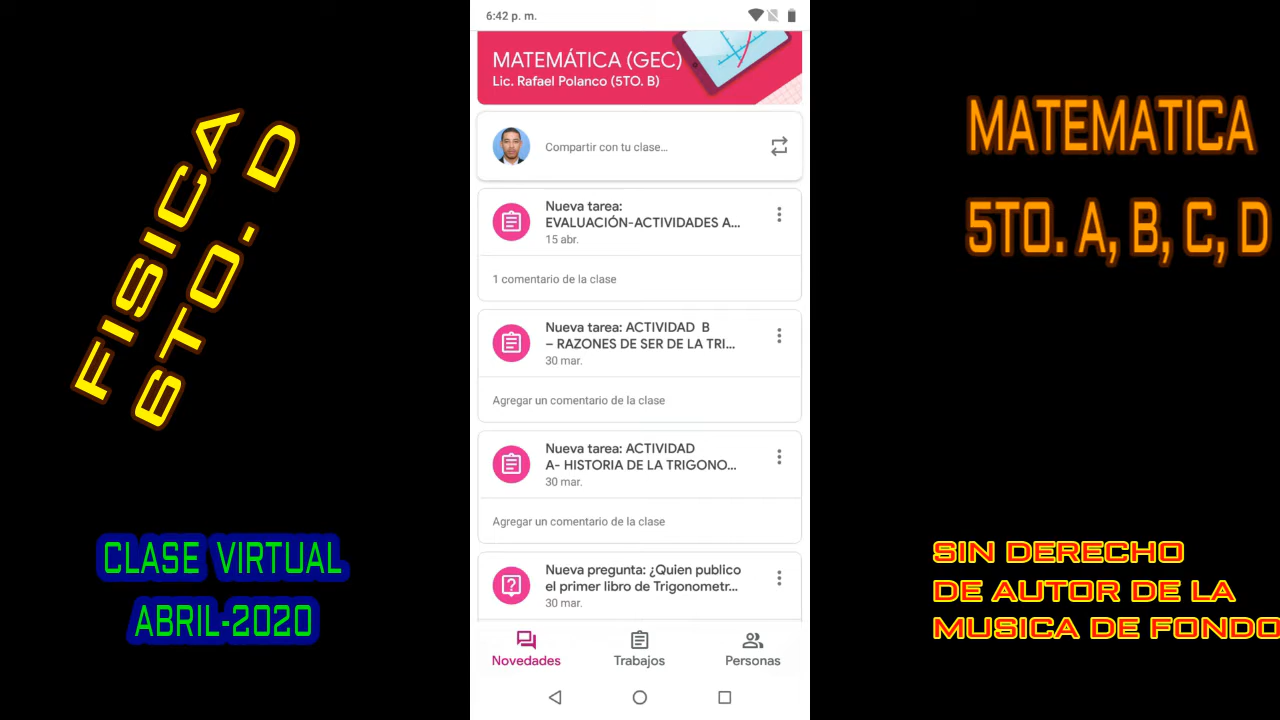 FISICA
6TO. D
CLASE VIRTUAL
ABRIL-2020
6:42 p. m.
MATEMÁTICA (GEC)
Lic. Rafael Polanco (5TO. B)
Compartir con tu clase...
Nueva tarea:
EVALUACIÓN-ACTIVIDADES A...
15 abr.
1 comentario de la clase
Nueva tarea: ACTIVIDAD B
– RAZONES DE SER DE LA TRI...
30 mar.
Agregar un comentario de la clase
Nueva tarea: ACTIVIDAD
A- HISTORIA DE LA TRIGONO...
30 mar.
Agregar un comentario de la clase
Nueva pregunta: ¿Quien publico
el primer libro de Trigonometr...
30 mar.
Novedades
Trabajos
Personas
MATEMATICA
5TO. A, B, C, D
SIN DERECHO
DE AUTOR DE LA
MUSICA DE FONDO